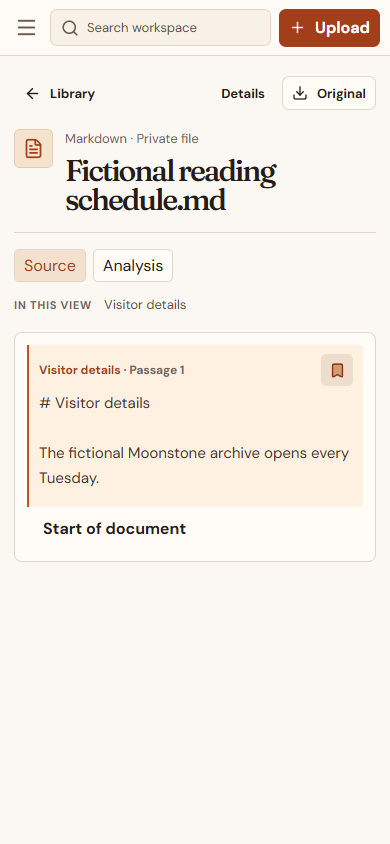 Search workspace
Upload
Library
Details
Original
Markdown · Private file
Fictional reading
schedule.md
Source
Analysis
IN THIS VIEW Visitor details
Visitor details · Passage 1
# Visitor details
The fictional Moonstone archive opens every
Tuesday.
Start of document